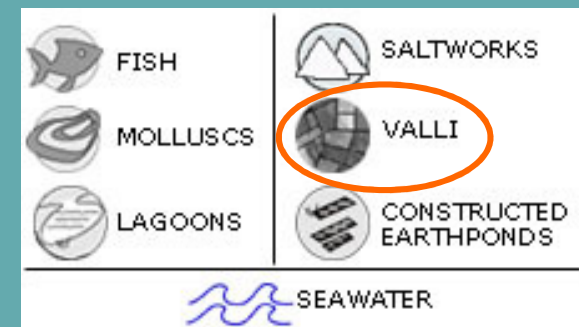 FISH
MOLLUSCS
LAGOONS
SALTWORKS
VALLI
CONSTRUCTED
EARTHPONDS
SEAWATER